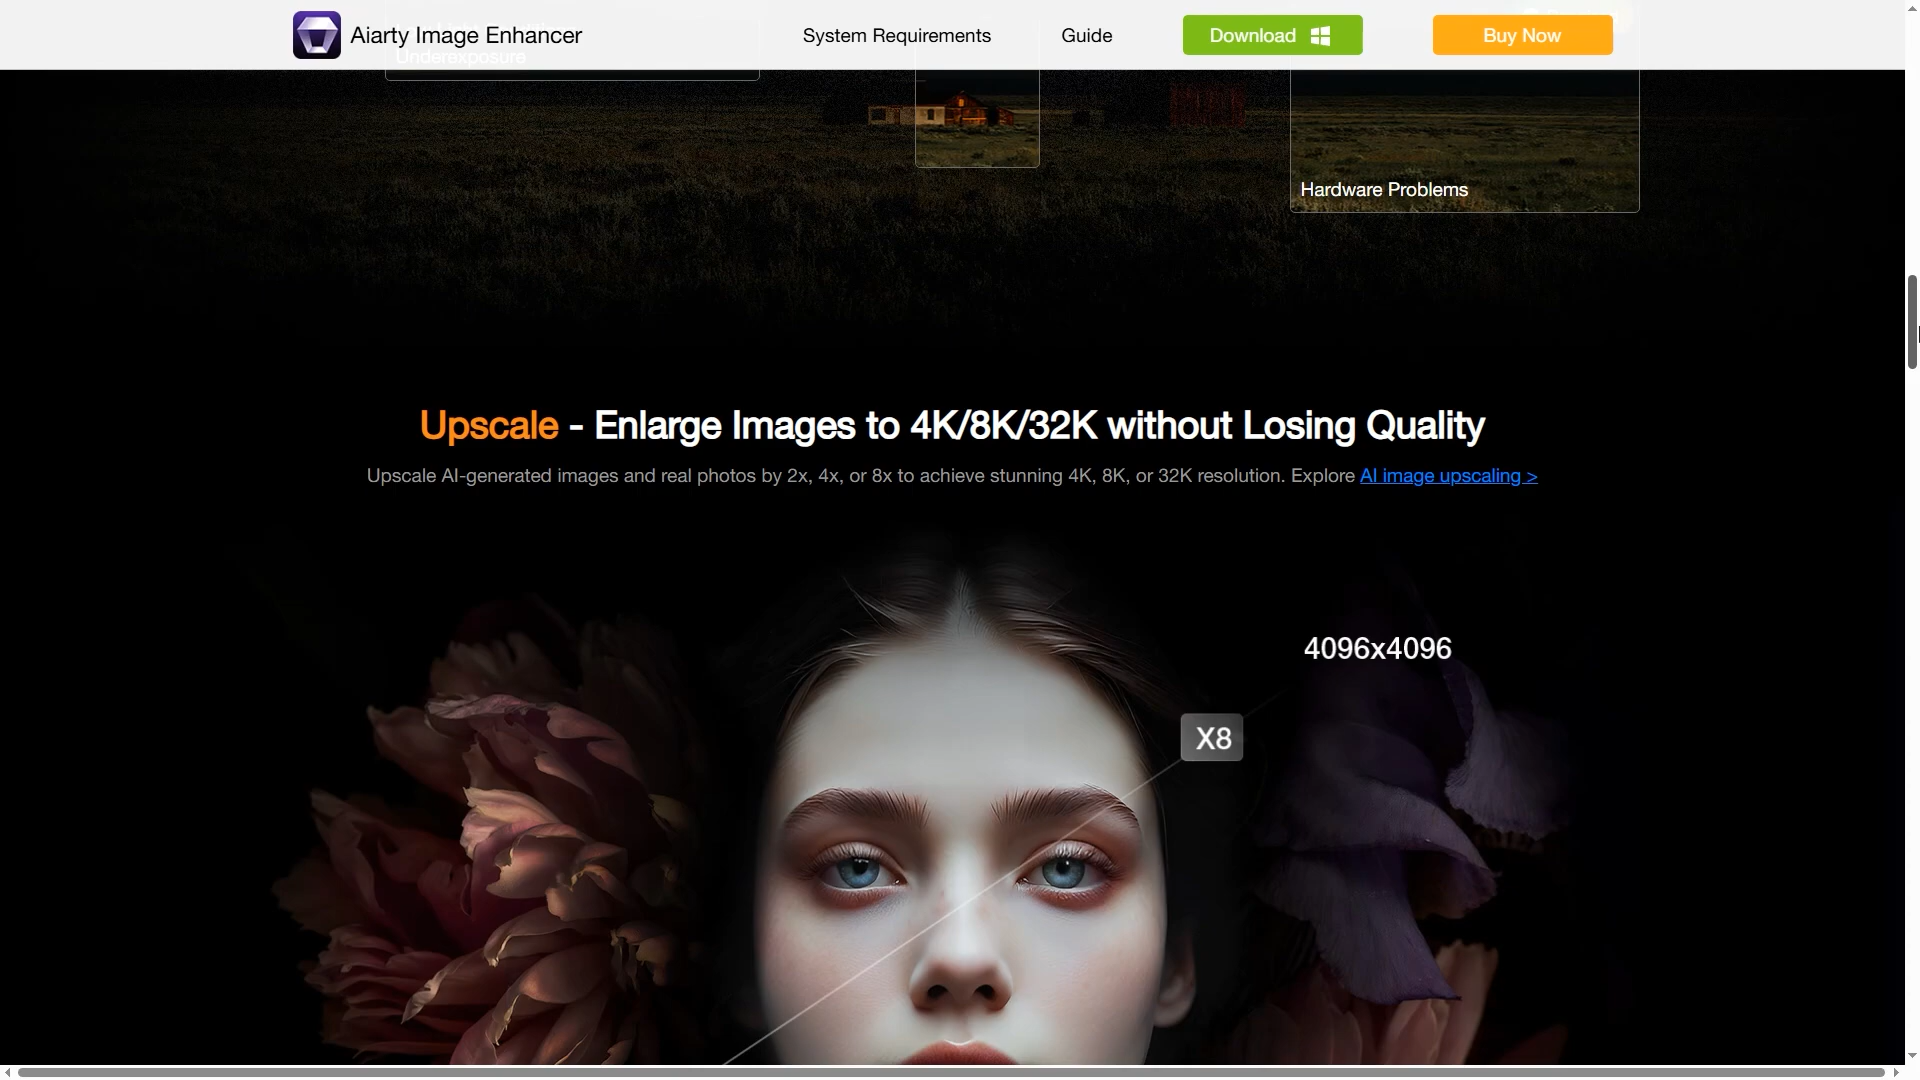 Aiarty Image Enhancer
System Requirements
Guide
Download
Buy Now
Underexposure
Hardware Problems
Upscale - Enlarge Images to 4K/8K/32K without Losing Quality
Upscale AI-generated images and real photos by 2x, 4x, or 8x to achieve stunning 4K, 8K, or 32K resolution. Explore AI image upscaling >
4096x4096
X8